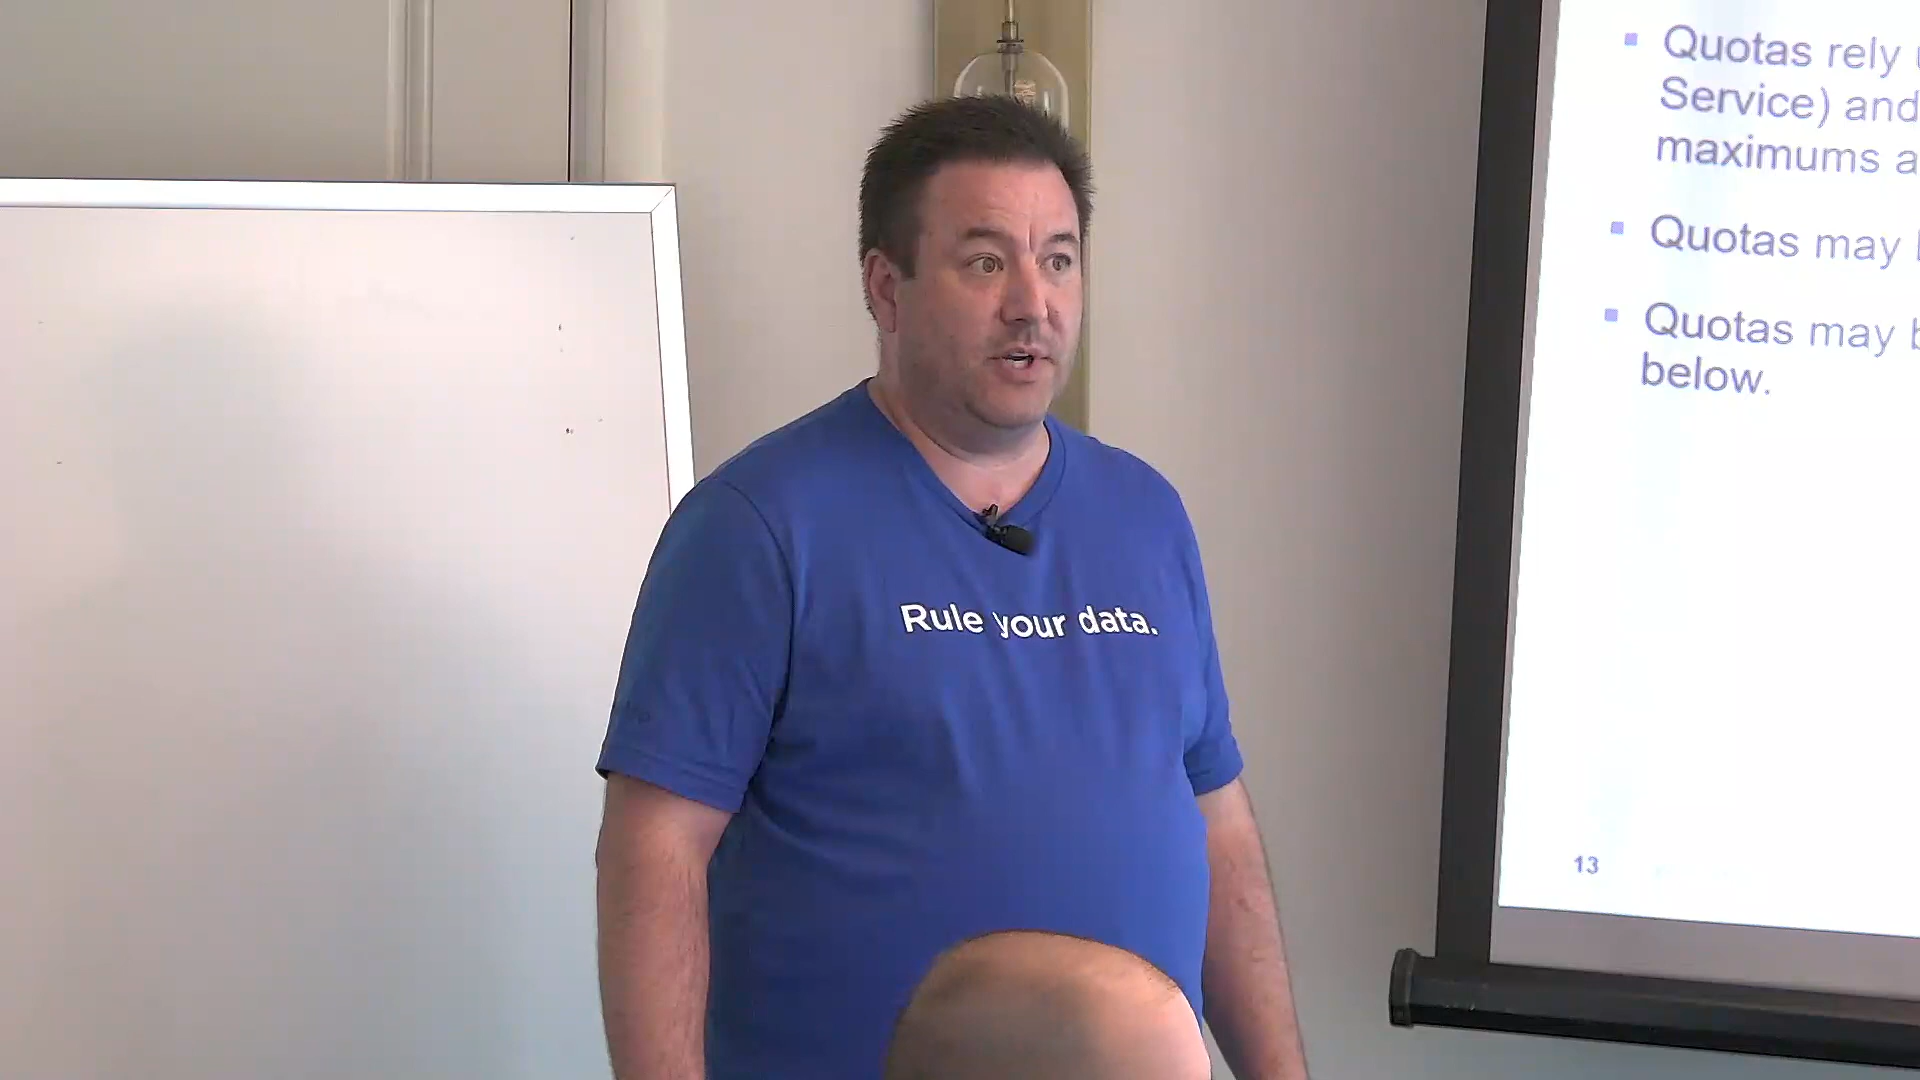 Rule your data.
Quotas rely
Service) and
maximums a
Quotas may
Quotas may b
below.
13